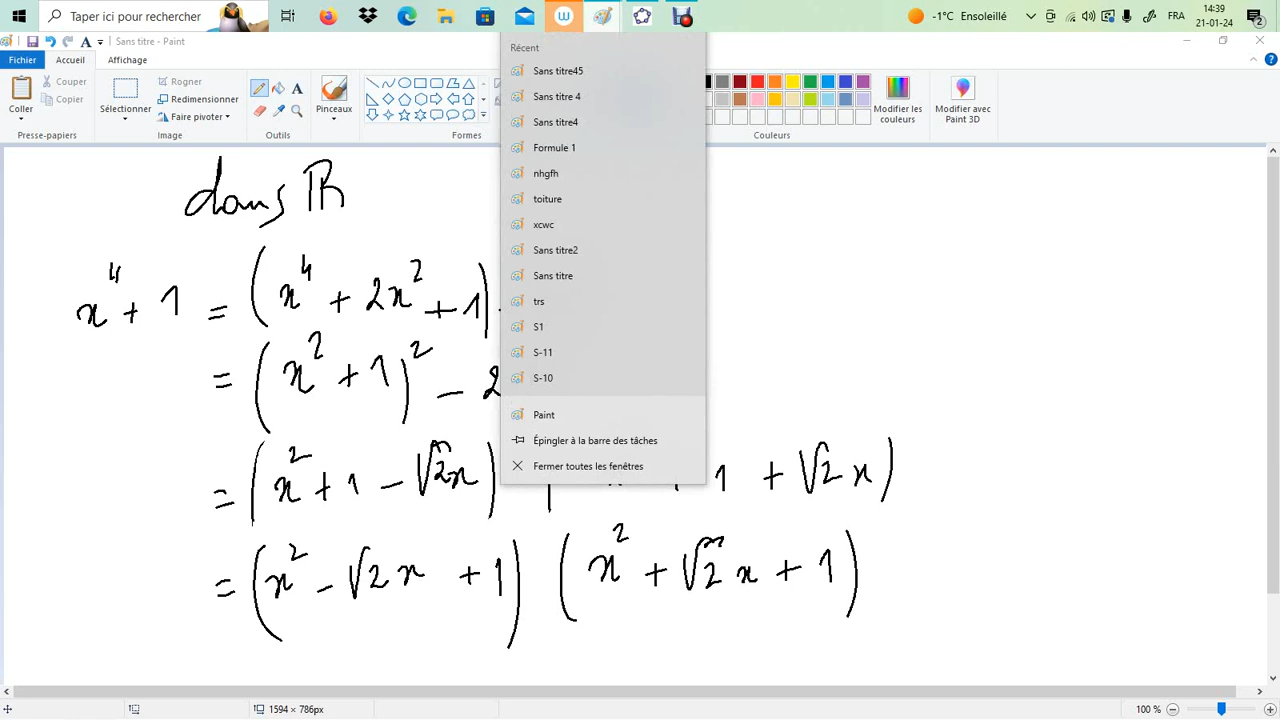 Taper ici pour rechercher
-1°C Ensoleillé
FRA
14:39
21-01-24
2
Sans titre - Paint
Fichier
Accueil
Affichage
Coller
Couper
Copier
Presse-papiers
Sélectionner
Rogner
Redimensionner
Faire pivoter
Image
Outils
Pinceaux
Formes
Couleurs
Modifier les couleurs
Modifier avec Paint 3D
Récent
Sans titre45
Sans titre 4
Sans titre4
Formule 1
nhgfh
toiture
xcwc
Sans titre2
Sans titre
trs
S1
S-11
S-10
Paint
Épingler à la barre des tâches
Fermer toutes les fenêtres
dans ℝ
x⁴ + 1 = (x⁴ + 2x² + 1)
= (x² + 1)² - 2
= (x² + 1 - √2x) ( 1 + √2 x)
= (x² - √2 x + 1) (x² + √2 x + 1)
1594 × 786px
100 %